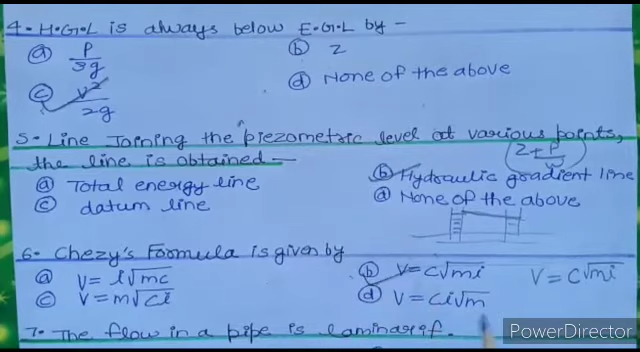 4. H.G.L is always below E.G.L by -
(a) P/3g (b) Z
(c) V²/2g (d) None of the above
5. Line Joining the piezometric level at various points,
the line is obtained - Z+P/w
(a) Total energy line (b) Hydraulic gradient line
(c) datum line (d) None of the above
6. Chezy's Formula is given by
(a) V= i√mc (b) V=C√mi V=C√mi
(c) V=m√Ci (d) V=Ci√m
7. The flow in a pipe is laminar if.
PowerDirector